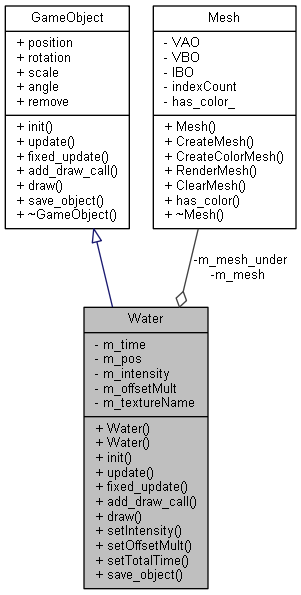 GameObject
+ position
+ rotation
+ scale
+ angle
+ remove
+ init()
+ update()
+ fixed_update()
+ add_draw_call()
+ draw()
+ save_object()
+ ~GameObject()
Mesh
- VAO
- VBO
- IBO
- indexCount
- has_color_
+ Mesh()
+ CreateMesh()
+ CreateColorMesh()
+ RenderMesh()
+ ClearMesh()
+ has_color()
+ ~Mesh()
-m_mesh_under
-m_mesh
Water
- m_time
- m_pos
- m_intensity
- m_offsetMult
- m_textureName
+ Water()
+ Water()
+ init()
+ update()
+ fixed_update()
+ add_draw_call()
+ draw()
+ setIntensity()
+ setOffsetMult()
+ setTotalTime()
+ save_object()